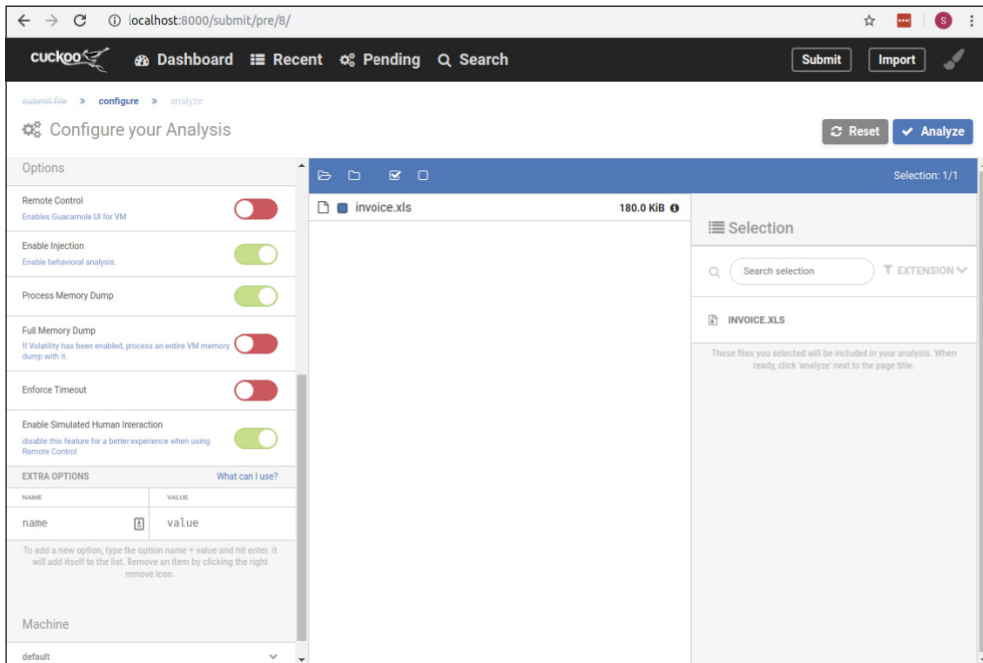 localhost:8000/submit/pre/8/
S
cuckoo
Dashboard Recent Pending Search
Submit Import
submit file » configure » analyze
Configure your Analysis
Reset Analyze
Options
Remote Control
Enables Guacamole UI for VM
Enable Injection
Enable behavioral analysis.
Process Memory Dump
Full Memory Dump
If Volatility has been enabled, process an entire VM memory
dump with it.
Enforce Timeout
Enable Simulated Human Interaction
disable this feature for a better experience when using
Remote Control
EXTRA OPTIONS What can I use?
NAME VALUE
name value
To add a new option, type the option name + value and hit enter. it
will add itself to the list. Remove an item by clicking the right
remove icon.
Machine
default
Selection: 1/1
invoice.xls 180.0 KiB
Selection
Search selection EXTENSION
INVOICE.XLS
These files you selected will be included in your analysis. When
ready, click 'analyze' next to the page title.